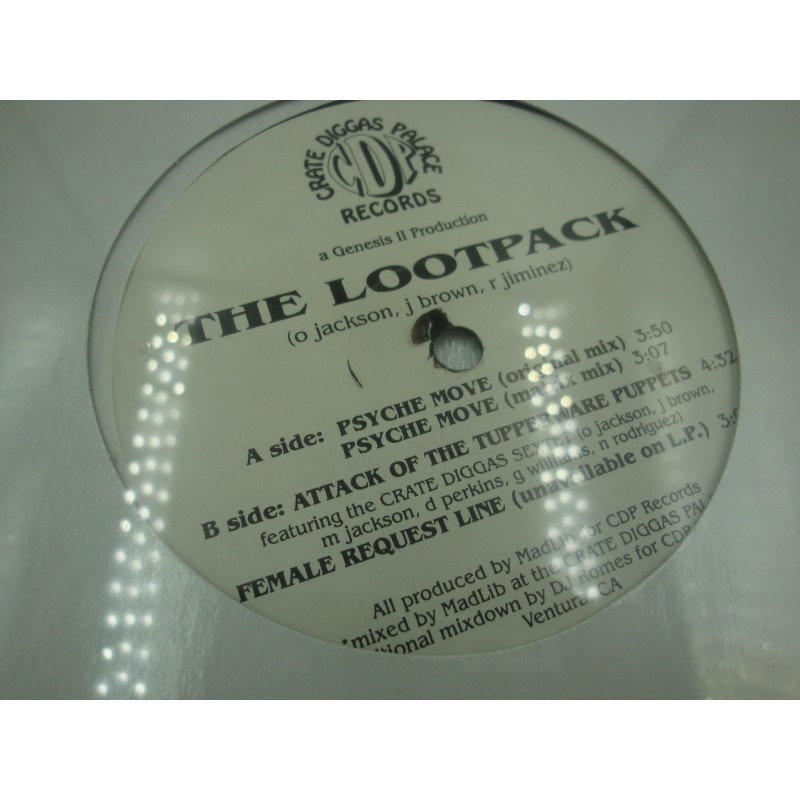 CRATE DIGGAS PALACE
CDP
RECORDS
a Genesis II Production
THE LOOTPACK
(o jackson, j brown, r jiminez)
A side: PSYCHE MOVE (original mix) 3:50
PSYCHE MOVE (matrix mix) 3:07
B side: ATTACK OF THE TUPPERWARE PUPPETS 4:32
featuring the CRATE DIGGAS SEXTET (o jackson, j brown,
m jackson, d perkins, g williams, n rodriguez)
FEMALE REQUEST LINE (unavailable on L.P.)
All produced by MadLib for CDP Records
*mixed by MadLib at the CRATE DIGGAS
mixdown by DJ Romes for CDP
Ventura, CA